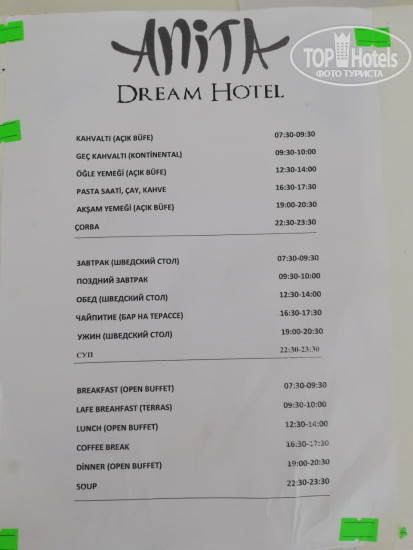 ANiTA
DREAM HOTEL
TOPHotels
ФОТО ТУРИСТА
KAHVALTI (AÇIK BÜFE) 07:30-09:30
GEÇ KAHVALTI (KONTİNENTAL) 09:30-10:00
ÖĞLE YEMEĞİ (AÇIK BÜFE) 12:30-14:00
PASTA SAATİ, ÇAY, KAHVE 16:30-17:30
AKŞAM YEMEĞİ (AÇIK BÜFE) 19:00-20:30
ÇORBA 22:30-23:30
ЗАВТРАК (ШВЕДСКИЙ СТОЛ) 07:30-09:30
ПОЗДНИЙ ЗАВТРАК 09:30-10:00
ОБЕД (ШВЕДСКИЙ СТОЛ) 12:30-14:00
ЧАЙПИТИЕ (БАР НА ТЕРАССЕ) 16:30-17:30
УЖИН (ШВЕДСКИЙ СТОЛ) 19:00-20:30
СУП 22:30-23:30
BREAKFAST (OPEN BUFFET) 07:30-09:30
LAFE BREAHFAST (TERRAS) 09:30-10:00
LUNCH (OPEN BUFFET) 12:30-14:00
COFFEE BREAK 16:30-17:30
DİNNER (OPEN BUFFET) 19:00-20:30
SOUP 22:30-23:30